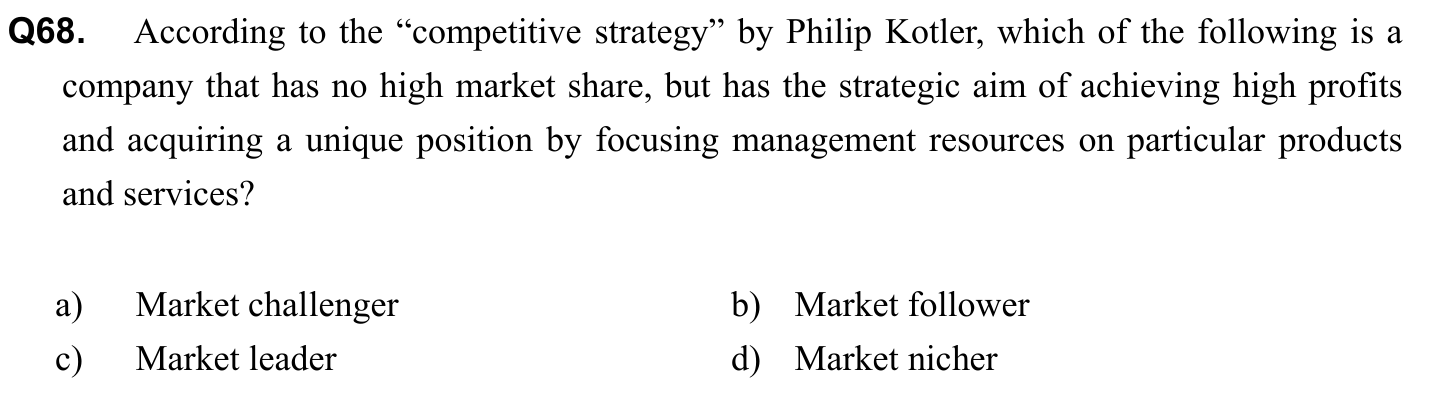 Q68. According to the “competitive strategy” by Philip Kotler, which of the following is a
company that has no high market share, but has the strategic aim of achieving high profits
and acquiring a unique position by focusing management resources on particular products
and services?
a) Market challenger b) Market follower
c) Market leader d) Market nicher